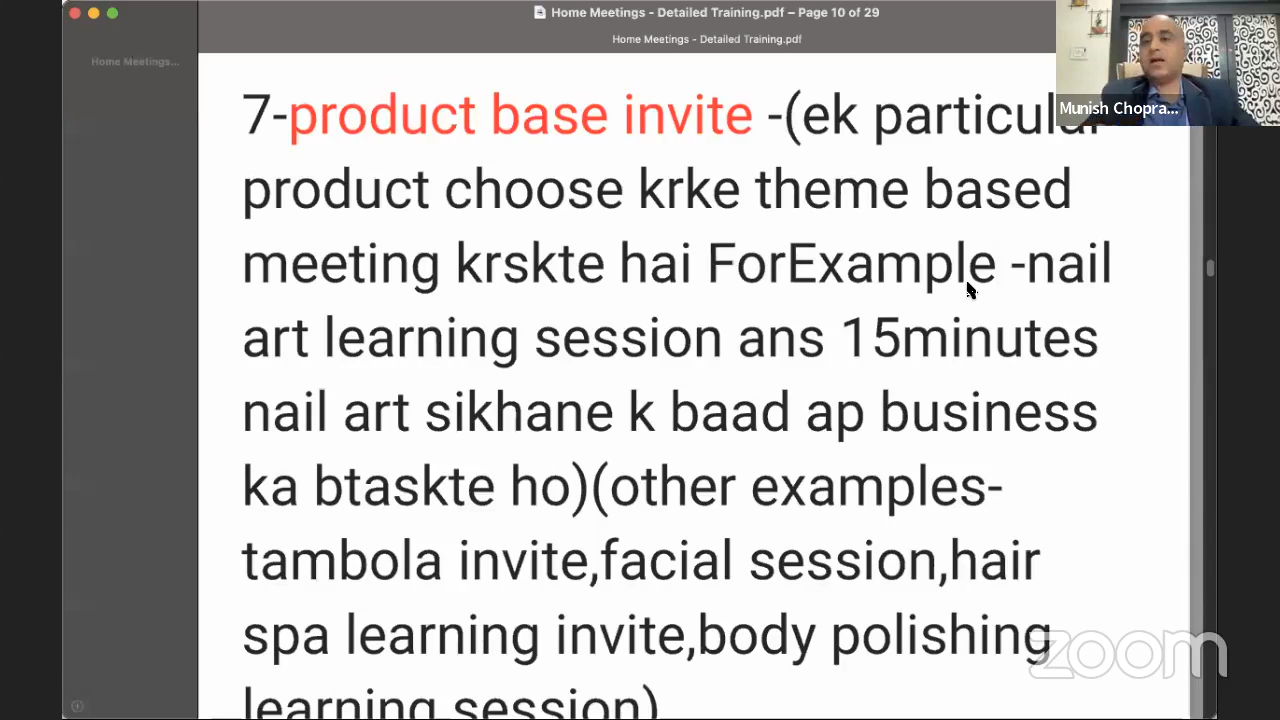 Home Meetings - Detailed Training.pdf – Page 10 of 29
Home Meetings - Detailed Training.pdf
Home Meetings...
Munish Chopra...
7-product base invite -(ek particular
product choose krke theme based
meeting krskte hai ForExample -nail
art learning session ans 15minutes
nail art sikhane k baad ap business
ka btaskte ho)(other examples-
tambola invite,facial session,hair
spa learning invite,body polishing
learning session)
zoom